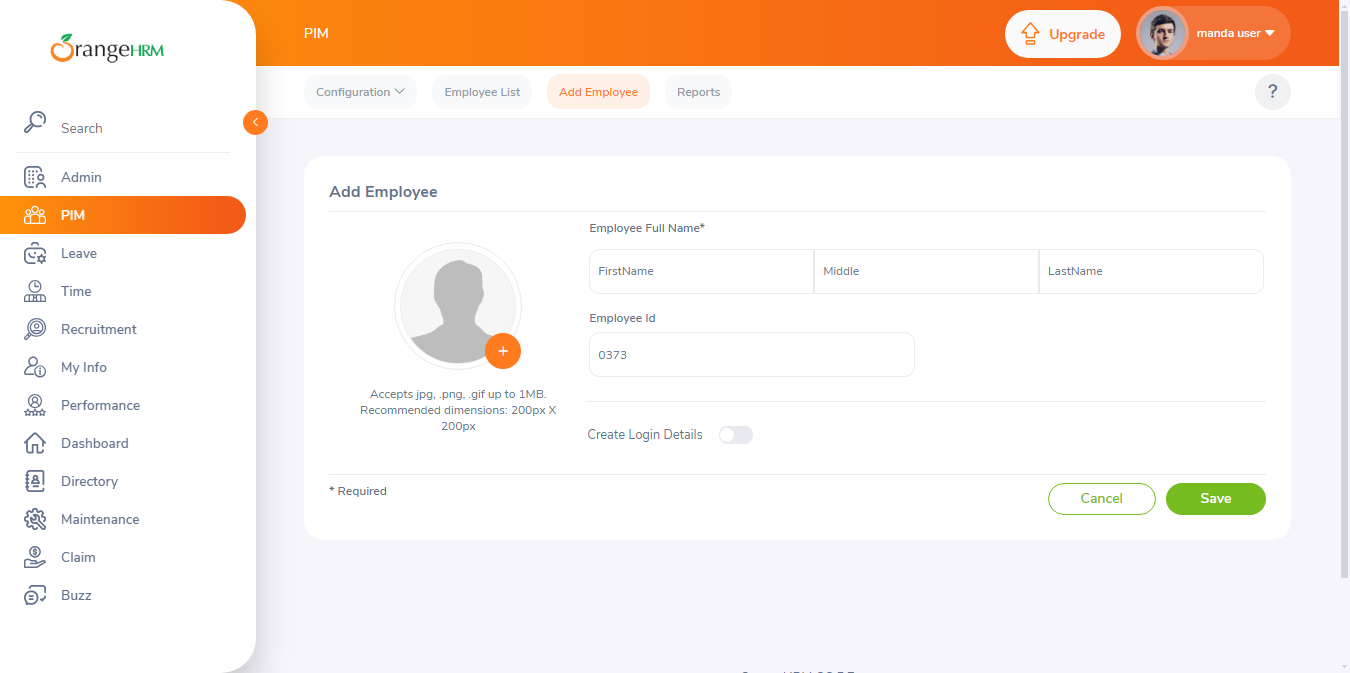 OrangeHRM
Search
Admin
PIM
Leave
Time
Recruitment
My Info
Performance
Dashboard
Directory
Maintenance
Claim
Buzz
PIM
Upgrade
manda user
Configuration
Employee List
Add Employee
Reports
?
Add Employee
Accepts jpg, .png, .gif up to 1MB.
Recommended dimensions: 200px X
200px
Employee Full Name*
FirstName
Middle
LastName
Employee Id
0373
Create Login Details
* Required
Cancel
Save